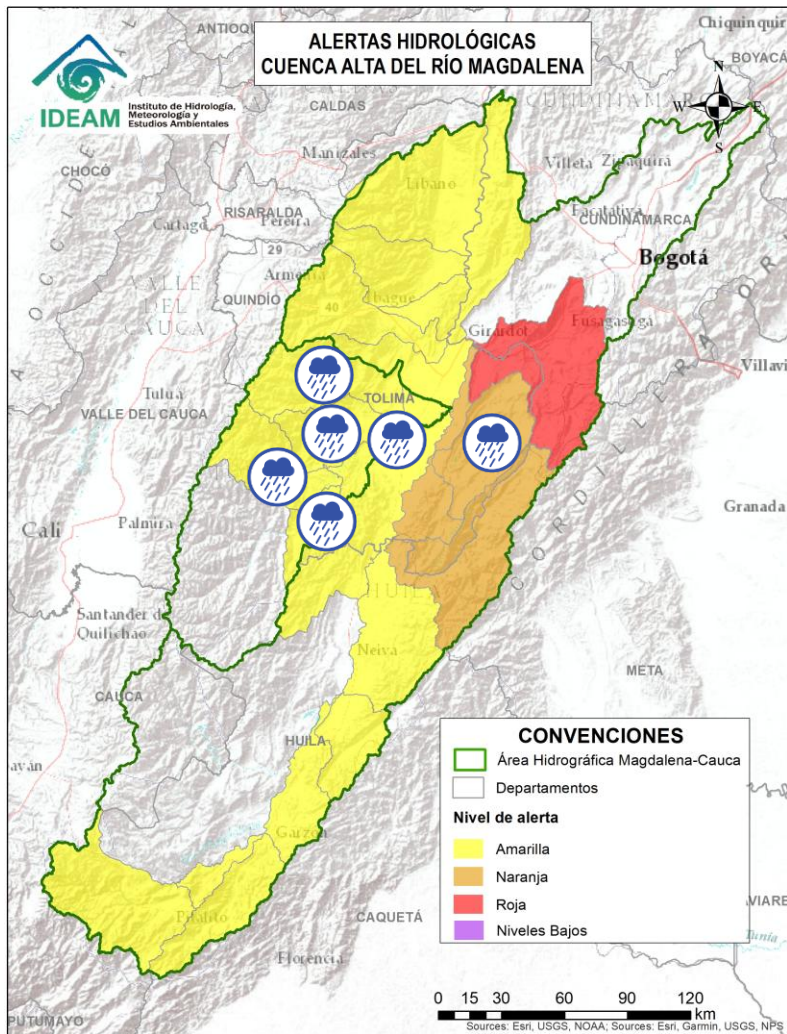 ALERTAS HIDROLÓGICAS
CUENCA ALTA DEL RÍO MAGDALENA
IDEAM
Instituto de Hidrología,
Meteorología y
Estudios Ambientales
N
W
E
S
BOYACÁ
CALDAS
Manizales
Líbano
Villeta
Zipaquirá
CHOCÓ
RISARALDA
Pereira
Facatativá
CUNDINAMARCA
Cartago
29
Bogotá
Armenia
QUINDÍO
40
Ibagué
VALLE
DEL
CAUCA
Girardot
Fusagasugá
Tuluá
TOLIMA
VALLE DEL CAUCA
CORDILLERA
Granada
Cali
Palmira
HUILA
Santander de
Quilichao
Neiva
META
CAUCA
HUILA
Garzón
Pitalito
CAQUETÁ
Florencia
PUTUMAYO
CONVENCIONES
Área Hidrográfica Magdalena-Cauca
Departamentos
Nivel de alerta
Amarilla
Naranja
Roja
Niveles Bajos
0 15 30 60 90 120
km
Sources: Esri, USGS, NOAA; Sources: Esri, Garmin, USGS, NPS